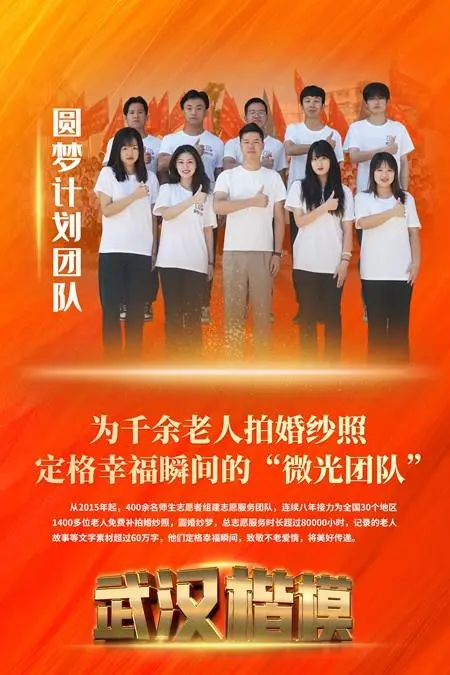 圆梦计划团队
为千余老人拍婚纱照
定格幸福瞬间的“微光团队”
从2015年起，400余名师生志愿者组建志愿服务团队，连续八年接力为全国30个地区
1400多位老人免费补拍婚纱照，圆婚纱梦，总志愿服务时长超过80000小时，记录的老人
故事等文字素材超过60万字，他们定格幸福瞬间，致敬不老爱情，将美好传递。
武汉楷模